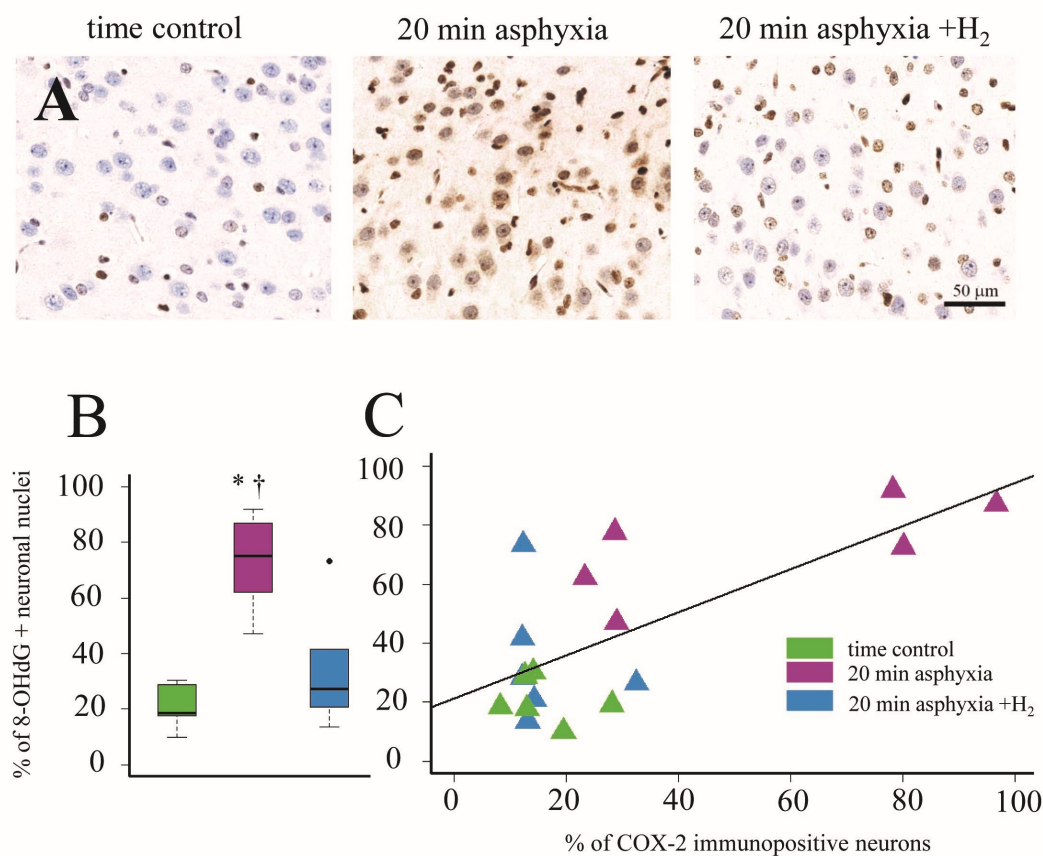 time control
20 min asphyxia
20 min asphyxia +H₂
A
50 µm
B
C
% of 8-OHdG + neuronal nuclei
100
80
60
40
20
0
* †
100
80
60
40
20
0
time control
20 min asphyxia
20 min asphyxia +H₂
0 20 40 60 80 100
% of COX-2 immunopositive neurons